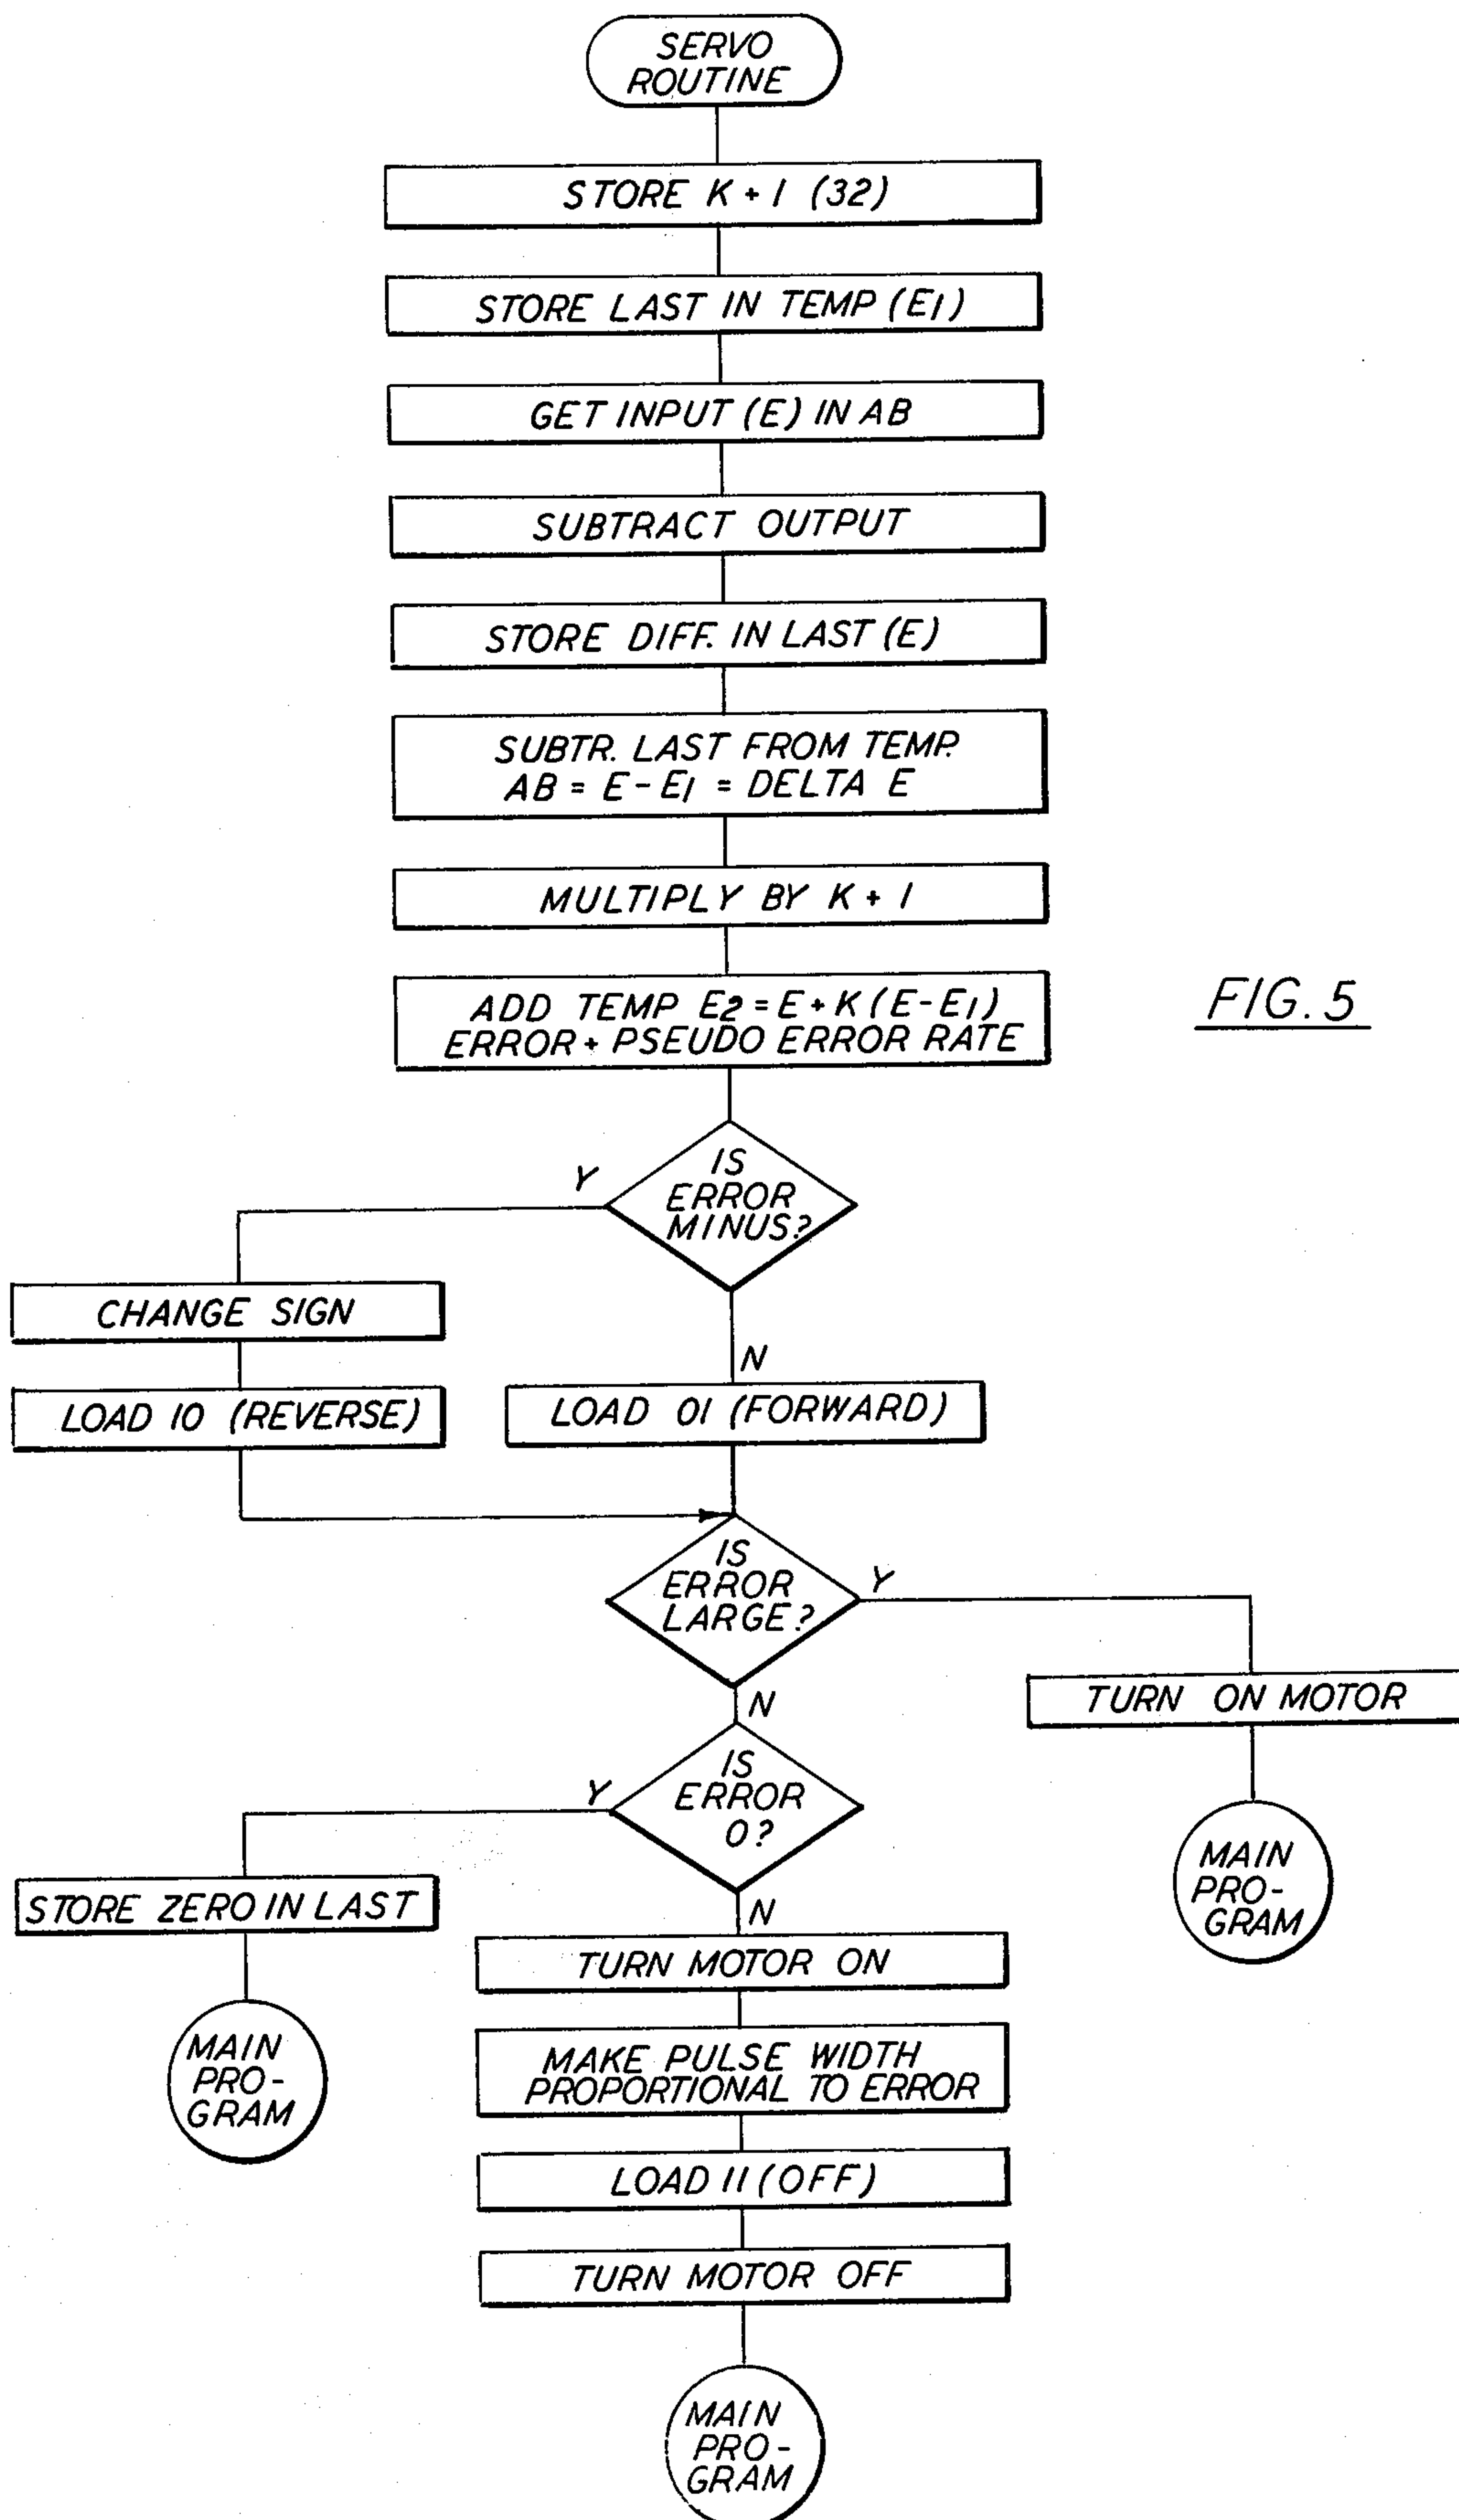 SERVO
ROUTINE
STORE K + 1 (32)
STORE LAST IN TEMP (E1)
GET INPUT (E) IN AB
SUBTRACT OUTPUT
STORE DIFF. IN LAST (E)
SUBTR. LAST FROM TEMP.
AB = E - E1 = DELTA E
MULTIPLY BY K + 1
ADD TEMP E2 = E + K (E - E1)
ERROR + PSEUDO ERROR RATE
FIG. 5
IS
ERROR
MINUS?
Y
N
CHANGE SIGN
LOAD 10 (REVERSE)
LOAD 01 (FORWARD)
IS
ERROR
LARGE?
Y
N
TURN ON MOTOR
MAIN
PRO-
GRAM
IS
ERROR
0?
Y
N
STORE ZERO IN LAST
MAIN
PRO-
GRAM
TURN MOTOR ON
MAKE PULSE WIDTH
PROPORTIONAL TO ERROR
LOAD 11 (OFF)
TURN MOTOR OFF
MAIN
PRO-
GRAM